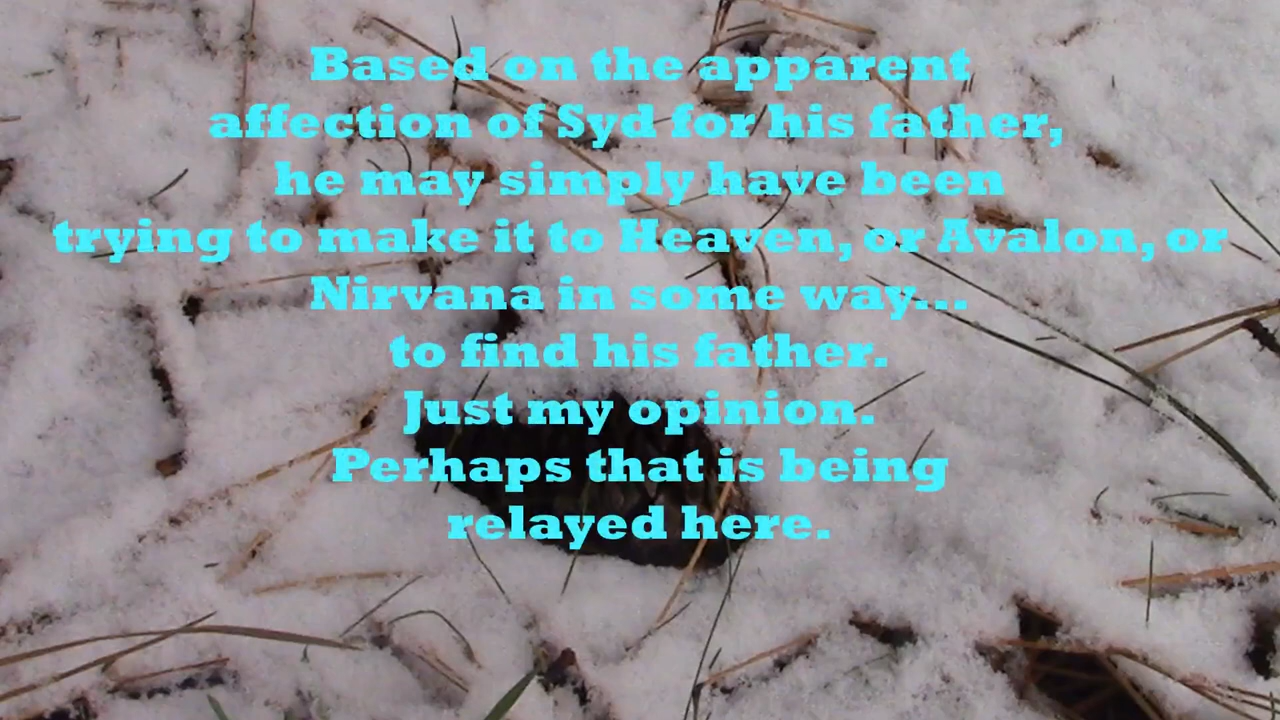 Based on the apparent
affection of Syd for his father,
he may simply have been
trying to make it to Heaven, or Avalon, or
Nirvana in some way...
to find his father.
Just my opinion.
Perhaps that is being
relayed here.